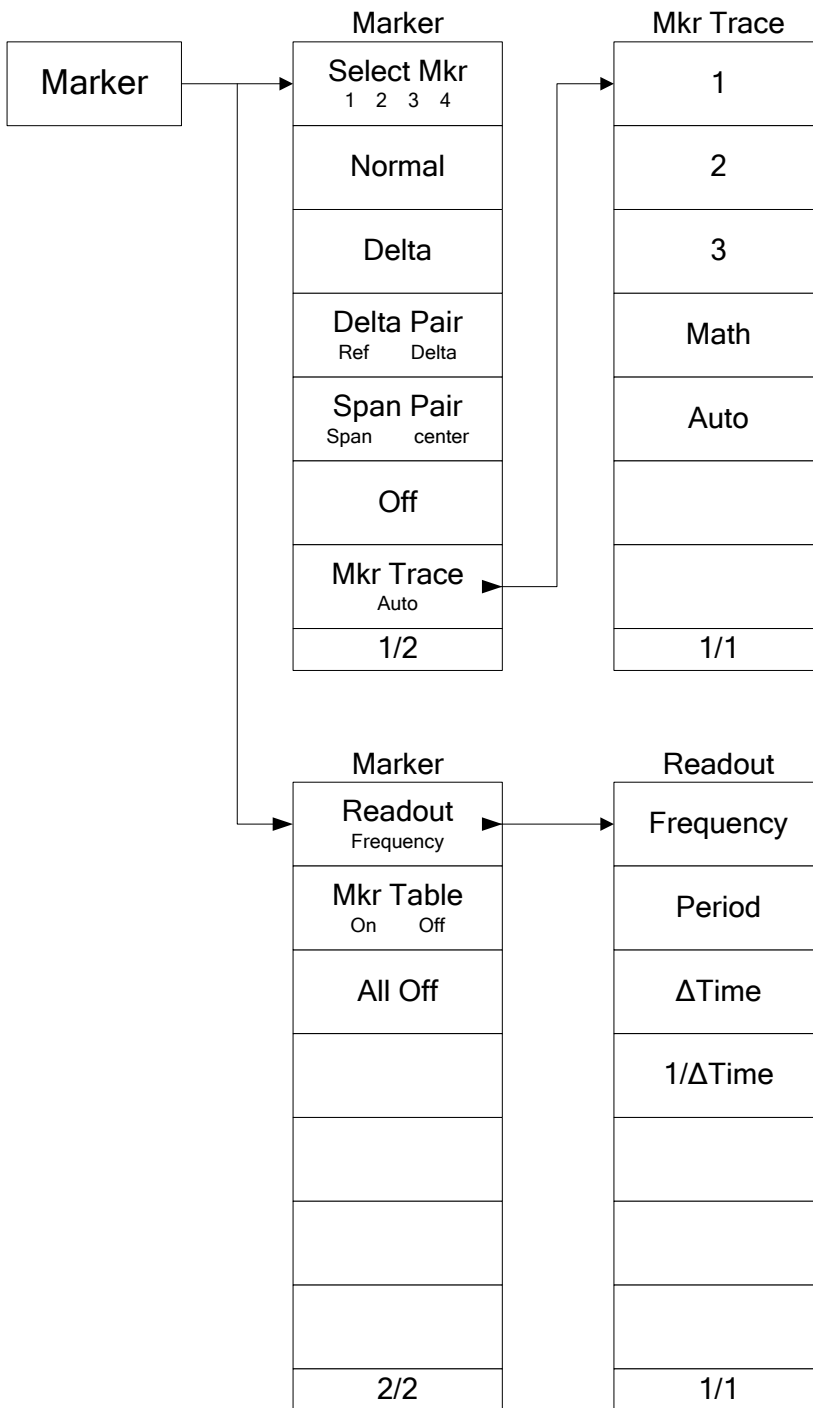 Marker
Marker
Select Mkr
1 2 3 4
Normal
Delta
Delta Pair
Ref Delta
Span Pair
Span center
Off
Mkr Trace
Auto
1/2
Mkr Trace
1
2
3
Math
Auto
1/1
Marker
Readout
Frequency
Mkr Table
On Off
All Off
2/2
Readout
Frequency
Period
ΔTime
1/ΔTime
1/1